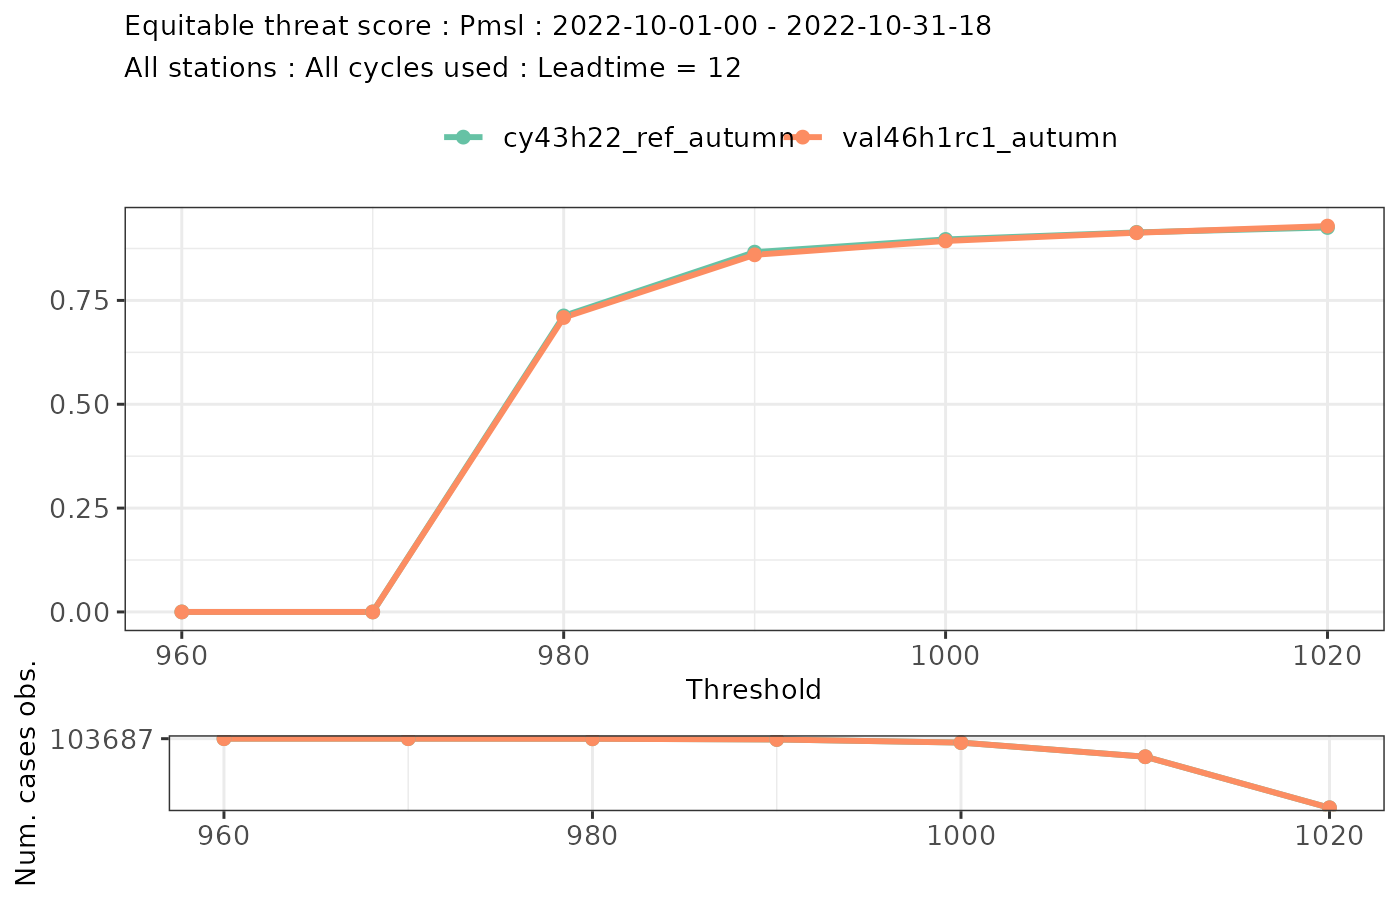 Equitable threat score : Pmsl : 2022-10-01-00 - 2022-10-31-18
All stations : All cycles used : Leadtime = 12
cy43h22_ref_autumn val46h1rc1_autumn
0.75
0.50
0.25
0.00
960 980 1000 1020
Threshold
Num. cases obs.
103687
960 980 1000 1020